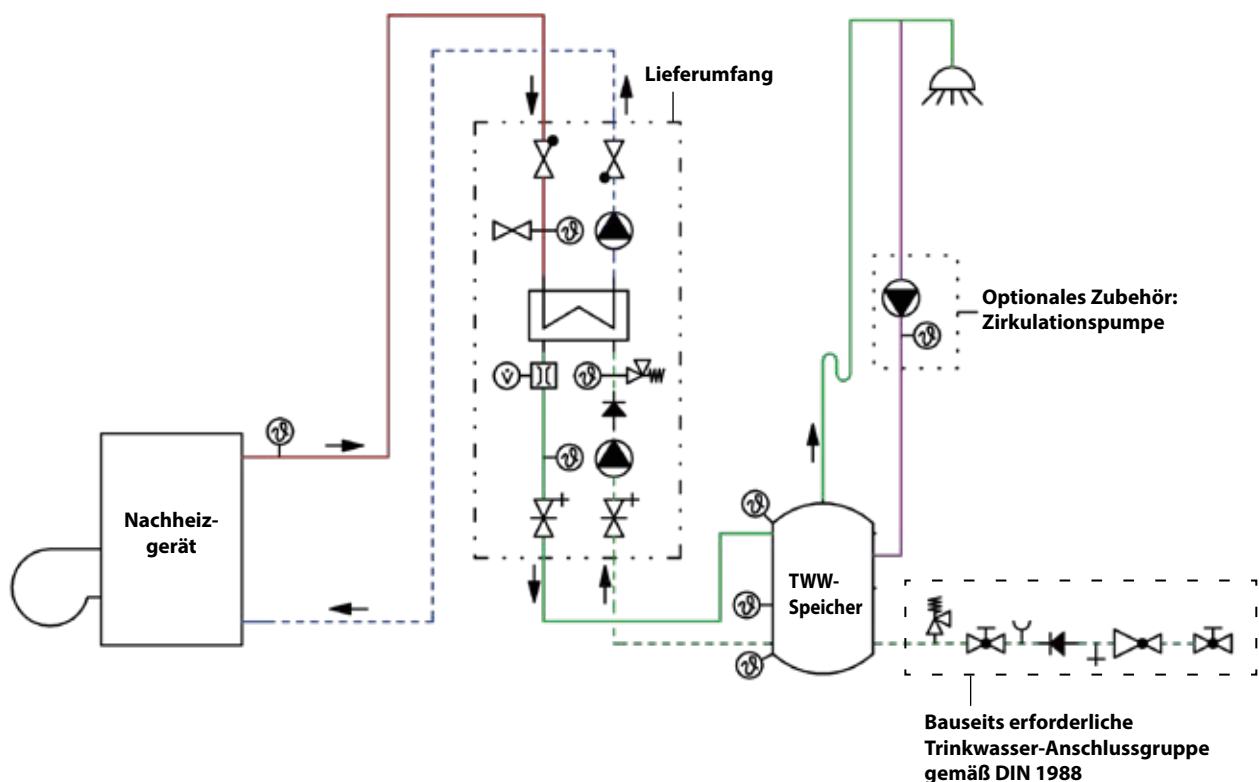 Lieferumfang
Optionales Zubehör:
Zirkulationspumpe
ϑ
ϑ
V̇
ϑ
ϑ
ϑ
ϑ
Nachheiz-
gerät
ϑ
TWW-
Speicher
ϑ
ϑ
Bauseits erforderliche
Trinkwasser-Anschlussgruppe
gemäß DIN 1988